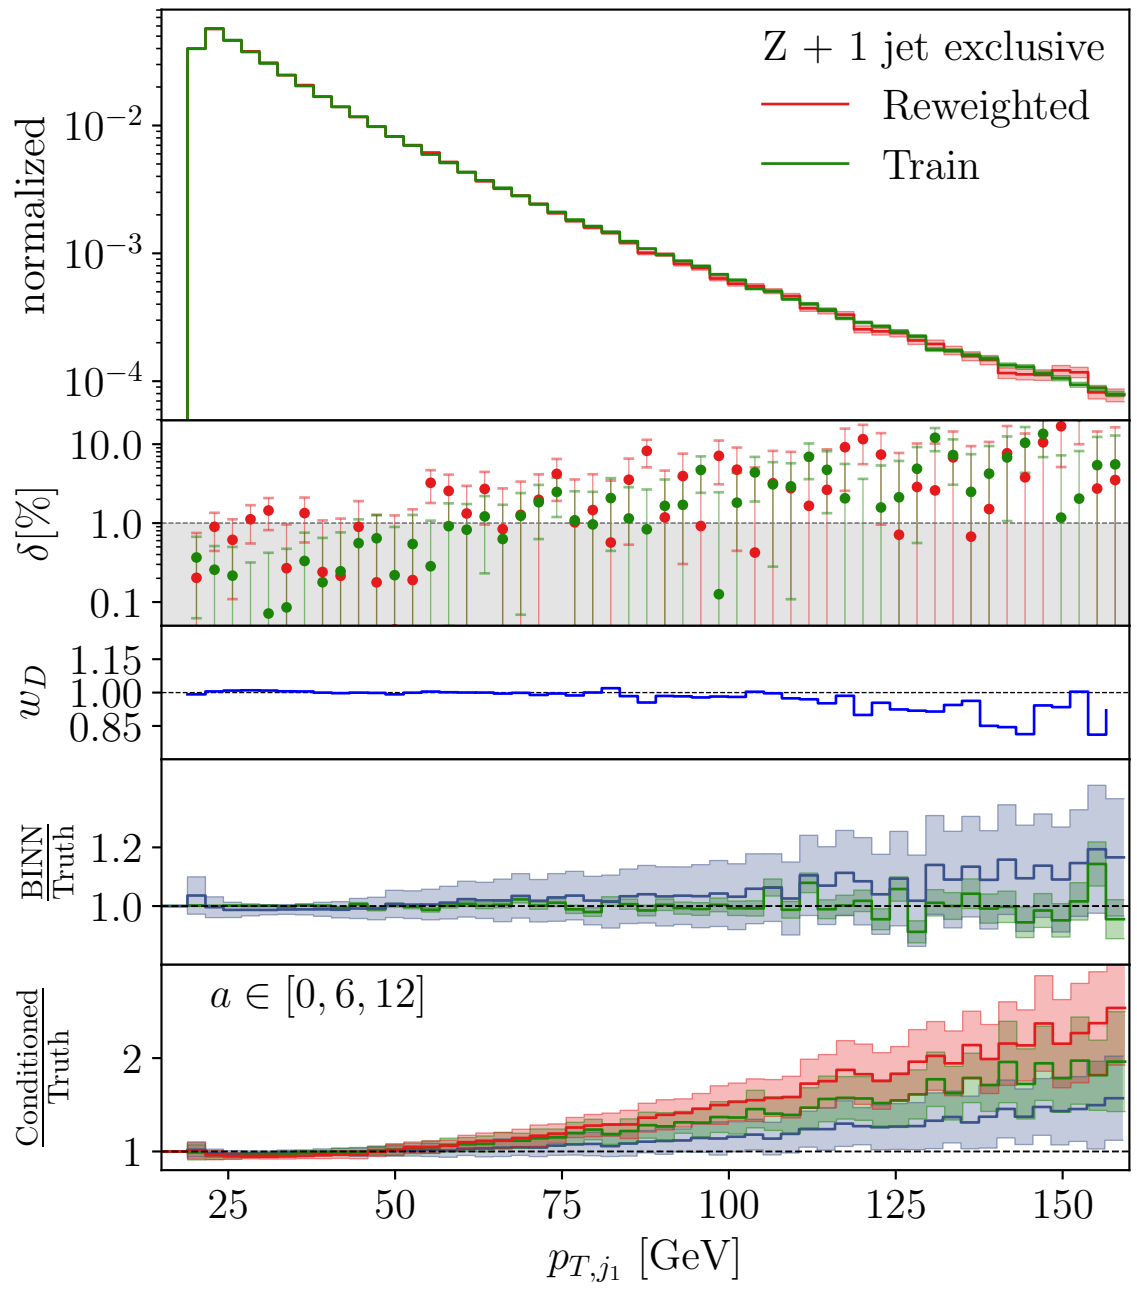 Z + 1 jet exclusive
Reweighted
Train
normalized
10⁻²
10⁻³
10⁻⁴
δ[%]
10.0
1.0
0.1
w_D
1.15
1.00
0.85
BINN
Truth
1.2
1.0
Conditioned
Truth
a ∈ [0, 6, 12]
2
1
25 50 75 100 125 150
p_{T,j_1} [GeV]